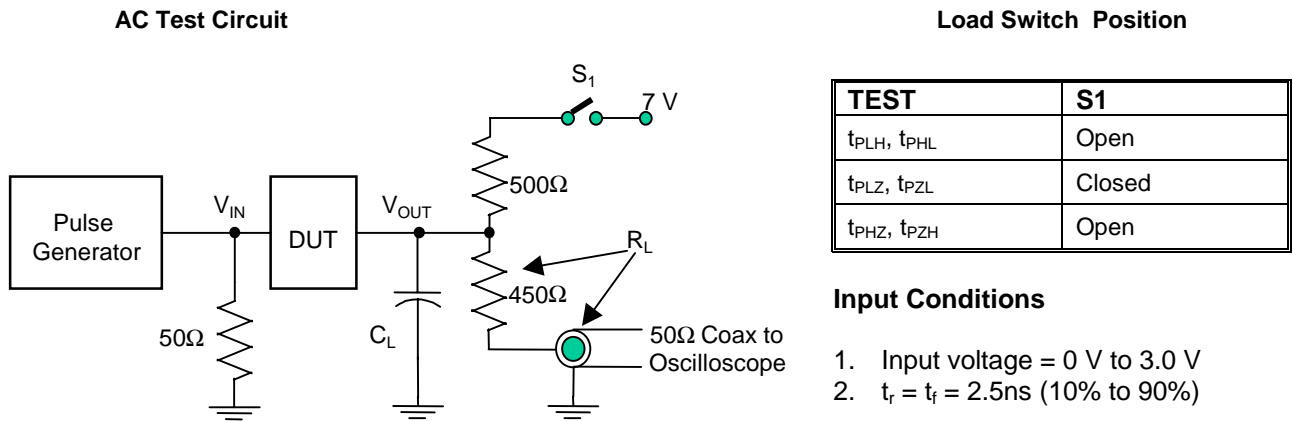 AC Test Circuit
S1
7 V
500Ω
Pulse
Generator
VIN
DUT
VOUT
RL
450Ω
50Ω
CL
50Ω Coax to
Oscilloscope
Load Switch Position
TEST S1
tPLH, tPHL Open
tPLZ, tPZL Closed
tPHZ, tPZH Open
Input Conditions
1. Input voltage = 0 V to 3.0 V
2. tr = tf = 2.5ns (10% to 90%)